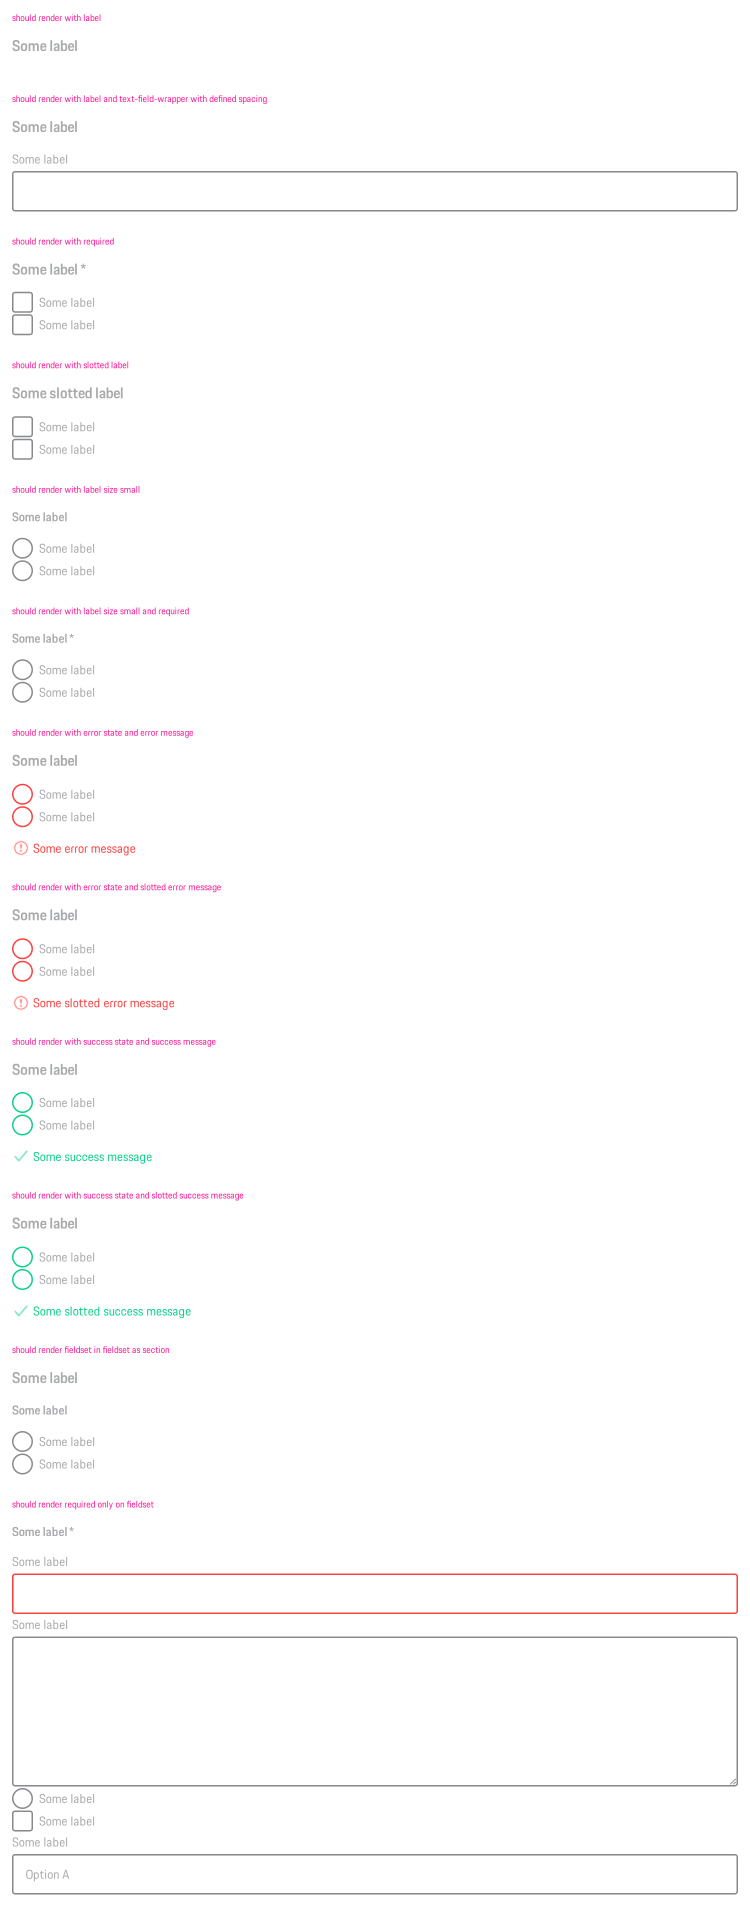 should render with label
Some label
should render with label and text-field-wrapper with defined spacing
Some label
Some label
should render with required
Some label *
Some label
Some label
should render with slotted label
Some slotted label
Some label
Some label
should render with label size small
Some label
Some label
Some label
should render with label size small and required
Some label *
Some label
Some label
should render with error state and error message
Some label
Some label
Some label
Some error message
should render with error state and slotted error message
Some label
Some label
Some label
Some slotted error message
should render with success state and success message
Some label
Some label
Some label
Some success message
should render with success state and slotted success message
Some label
Some label
Some label
Some slotted success message
should render fieldset in fieldset as section
Some label
Some label
Some label
Some label
should render required only on fieldset
Some label *
Some label
Some label
Some label
Some label
Some label
Option A